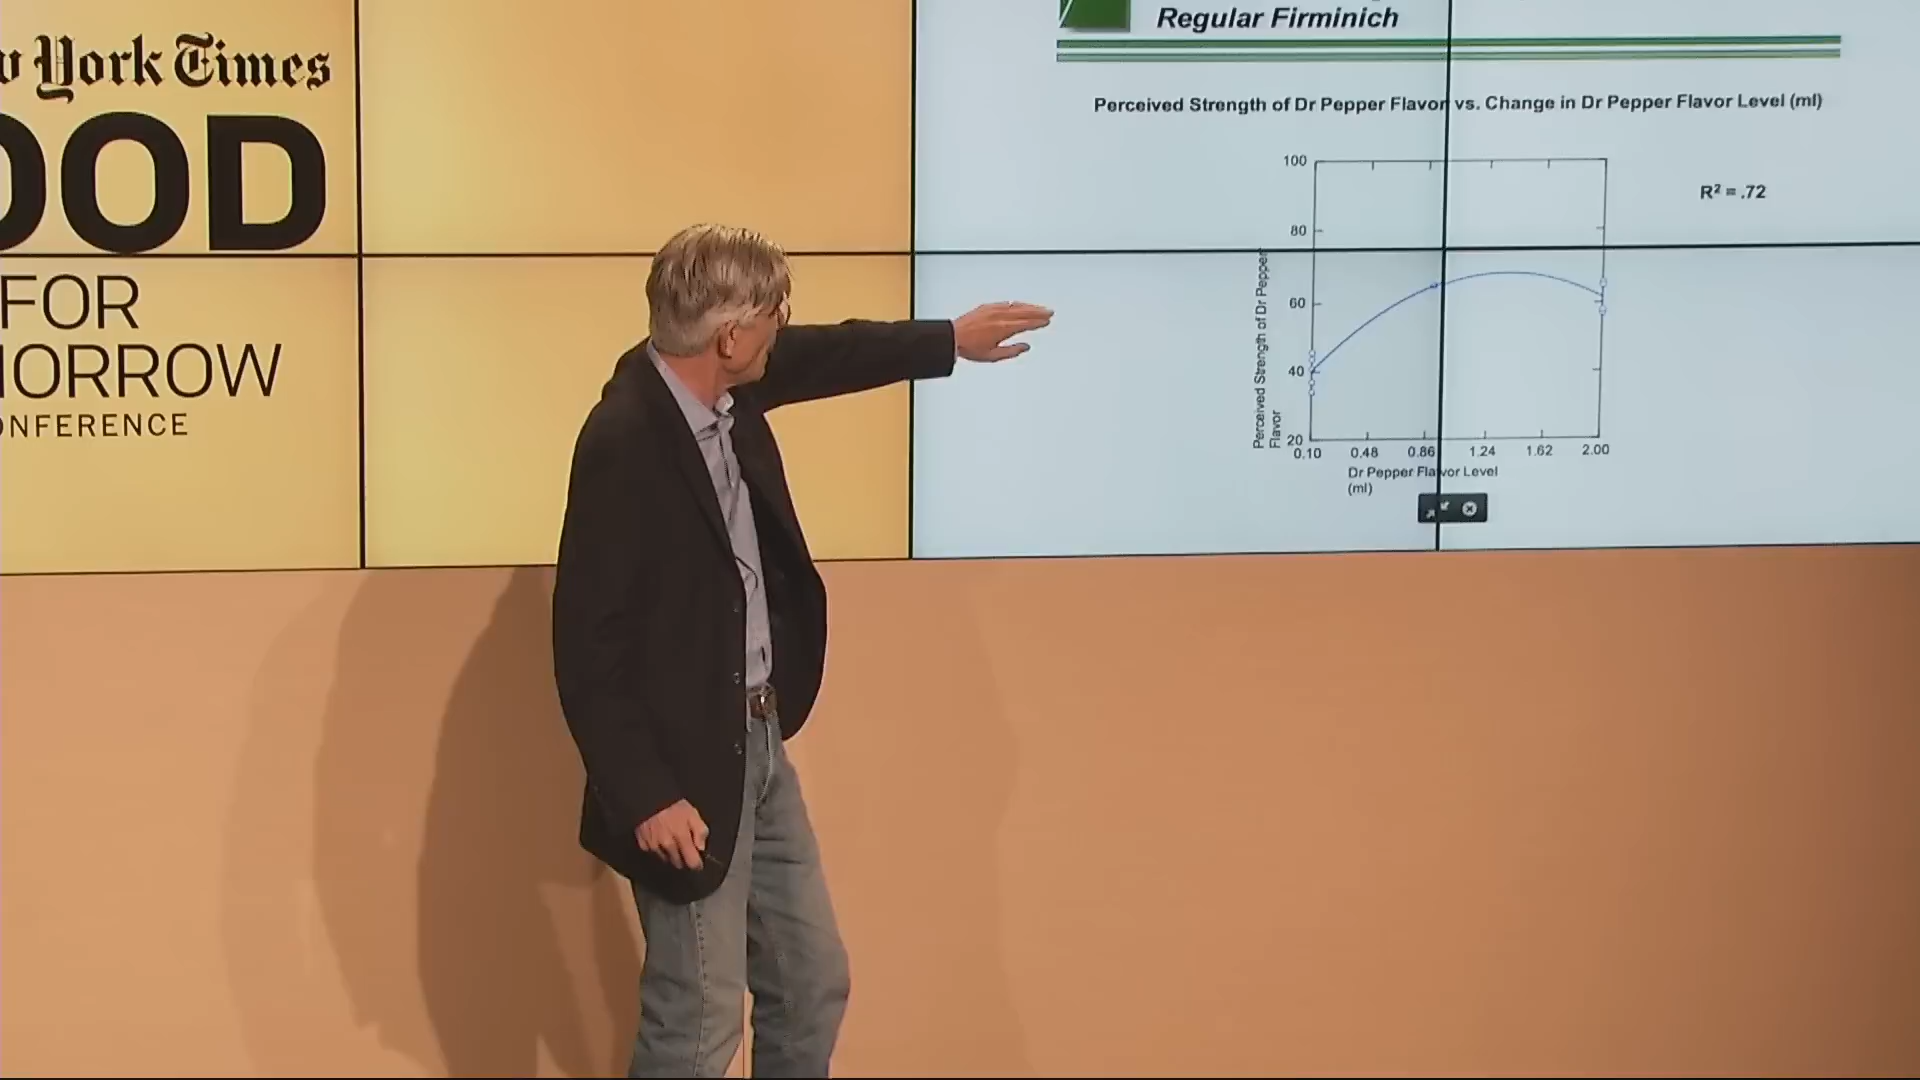 York Times
OOD
FOR
MORROW
ONFERENCE
Regular Firminich
Perceived Strength of Dr Pepper Flavor vs. Change in Dr Pepper Flavor Level (ml)
R² = .72
100
80
60
40
20
Perceived Strength of Dr Pepper
Flavor
0.10 0.48 0.86 1.24 1.62 2.00
Dr Pepper Flavor Level
(ml)